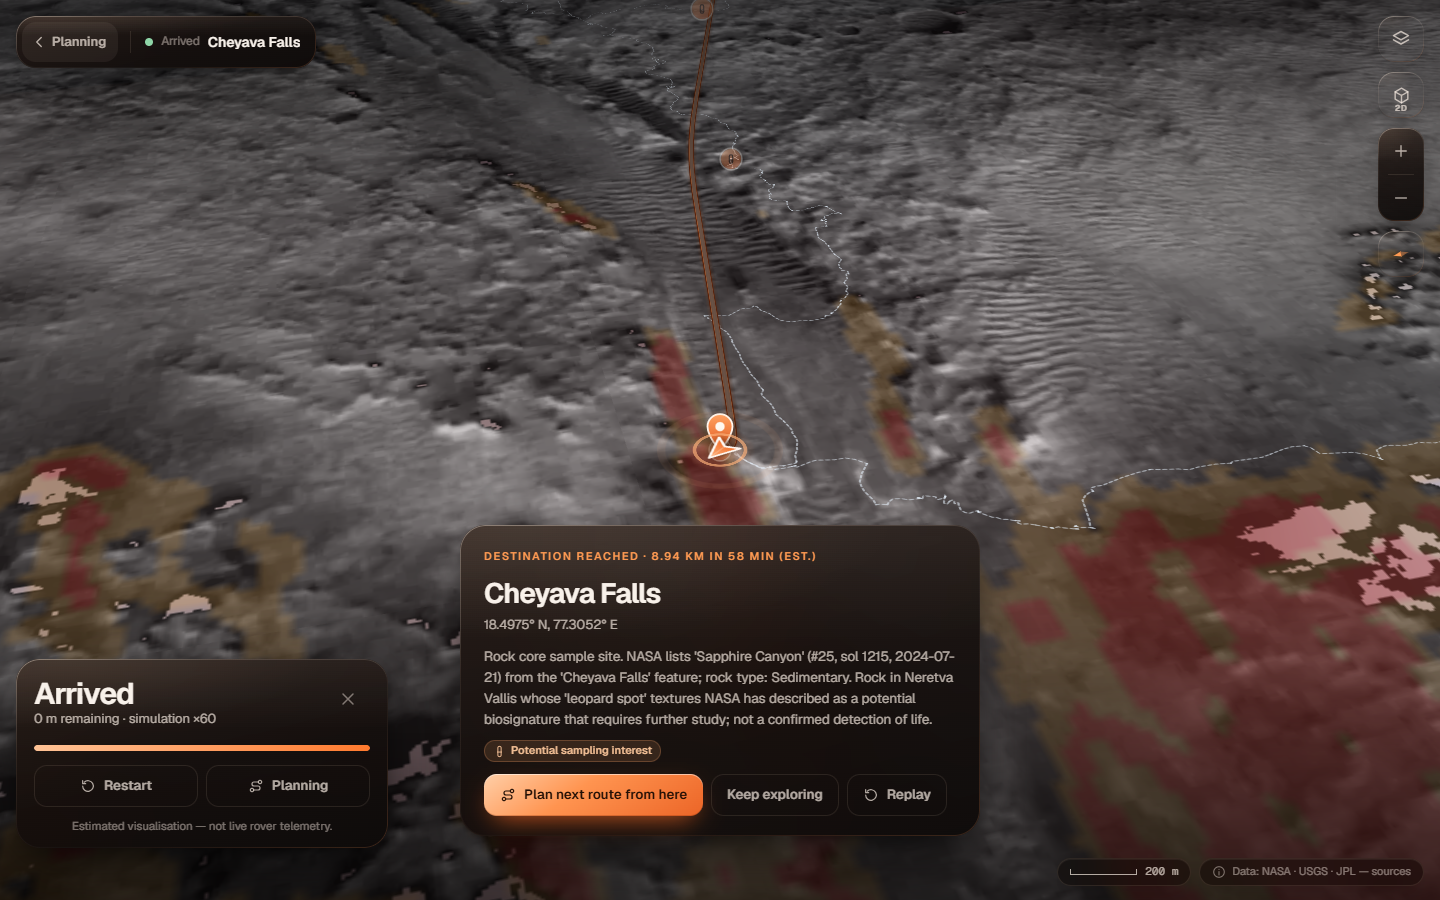 Planning
Arrived Cheyava Falls
2D
DESTINATION REACHED · 8.94 KM IN 58 MIN (EST.)
Cheyava Falls
18.4975° N, 77.3052° E
Rock core sample site. NASA lists 'Sapphire Canyon' (#25, sol 1215, 2024-07-
21) from the 'Cheyava Falls' feature; rock type: Sedimentary. Rock in Neretva
Vallis whose 'leopard spot' textures NASA has described as a potential
biosignature that requires further study; not a confirmed detection of life.
Potential sampling interest
Plan next route from here
Keep exploring
Replay
Arrived
0 m remaining · simulation ×60
Restart
Planning
Estimated visualisation — not live rover telemetry.
200 m
Data: NASA · USGS · JPL — sources